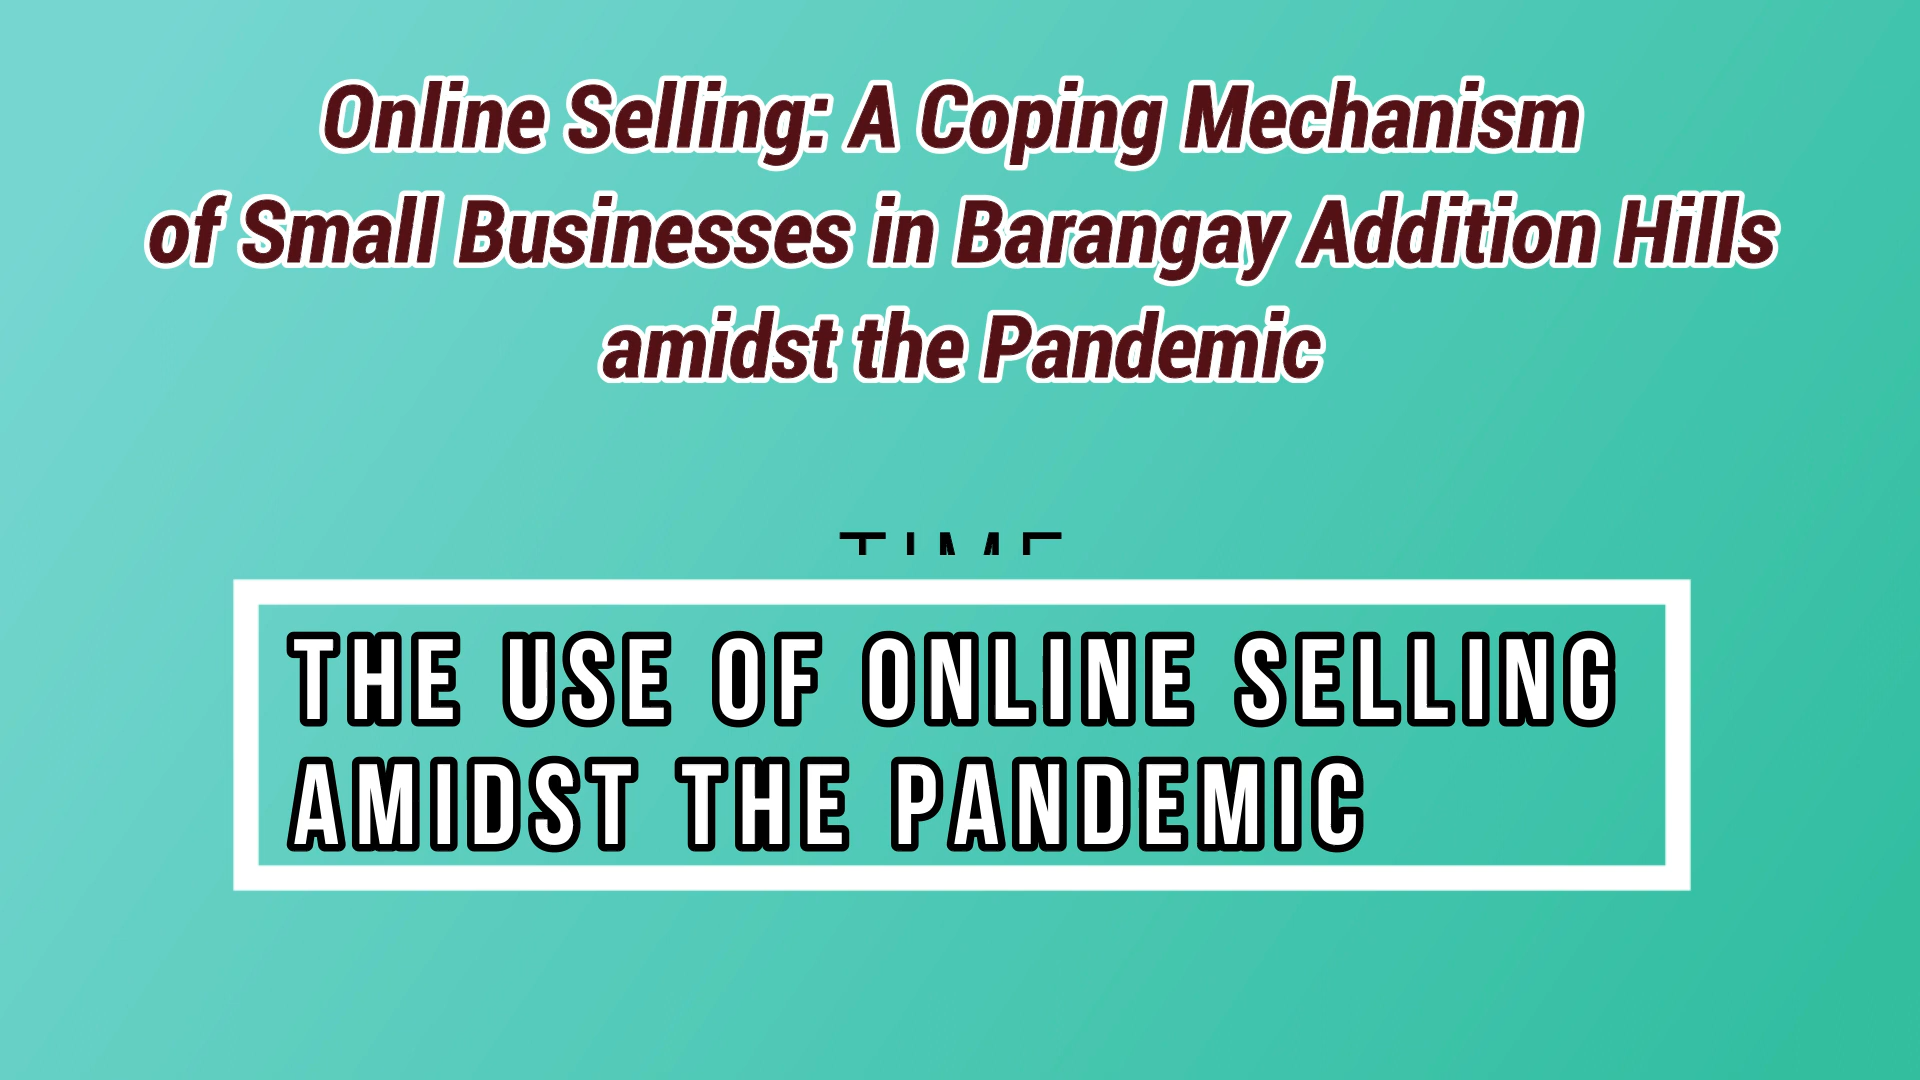 Online Selling: A Coping Mechanism
of Small Businesses in Barangay Addition Hills
amidst the Pandemic
TIME
THE USE OF ONLINE SELLING
AMIDST THE PANDEMIC